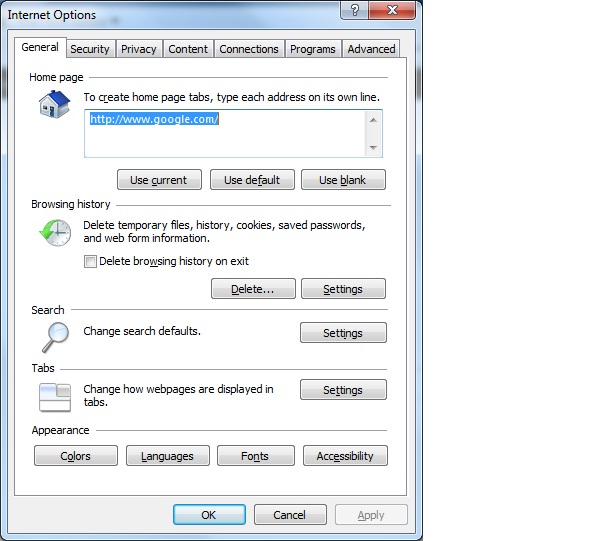 Internet Options
?
General Security Privacy Content Connections Programs Advanced
Home page
To create home page tabs, type each address on its own line.
http://www.google.com/
Use current Use default Use blank
Browsing history
Delete temporary files, history, cookies, saved passwords,
and web form information.
Delete browsing history on exit
Delete... Settings
Search
Change search defaults. Settings
Tabs
Change how webpages are displayed in Settings
tabs.
Appearance
Colors Languages Fonts Accessibility
OK Cancel Apply